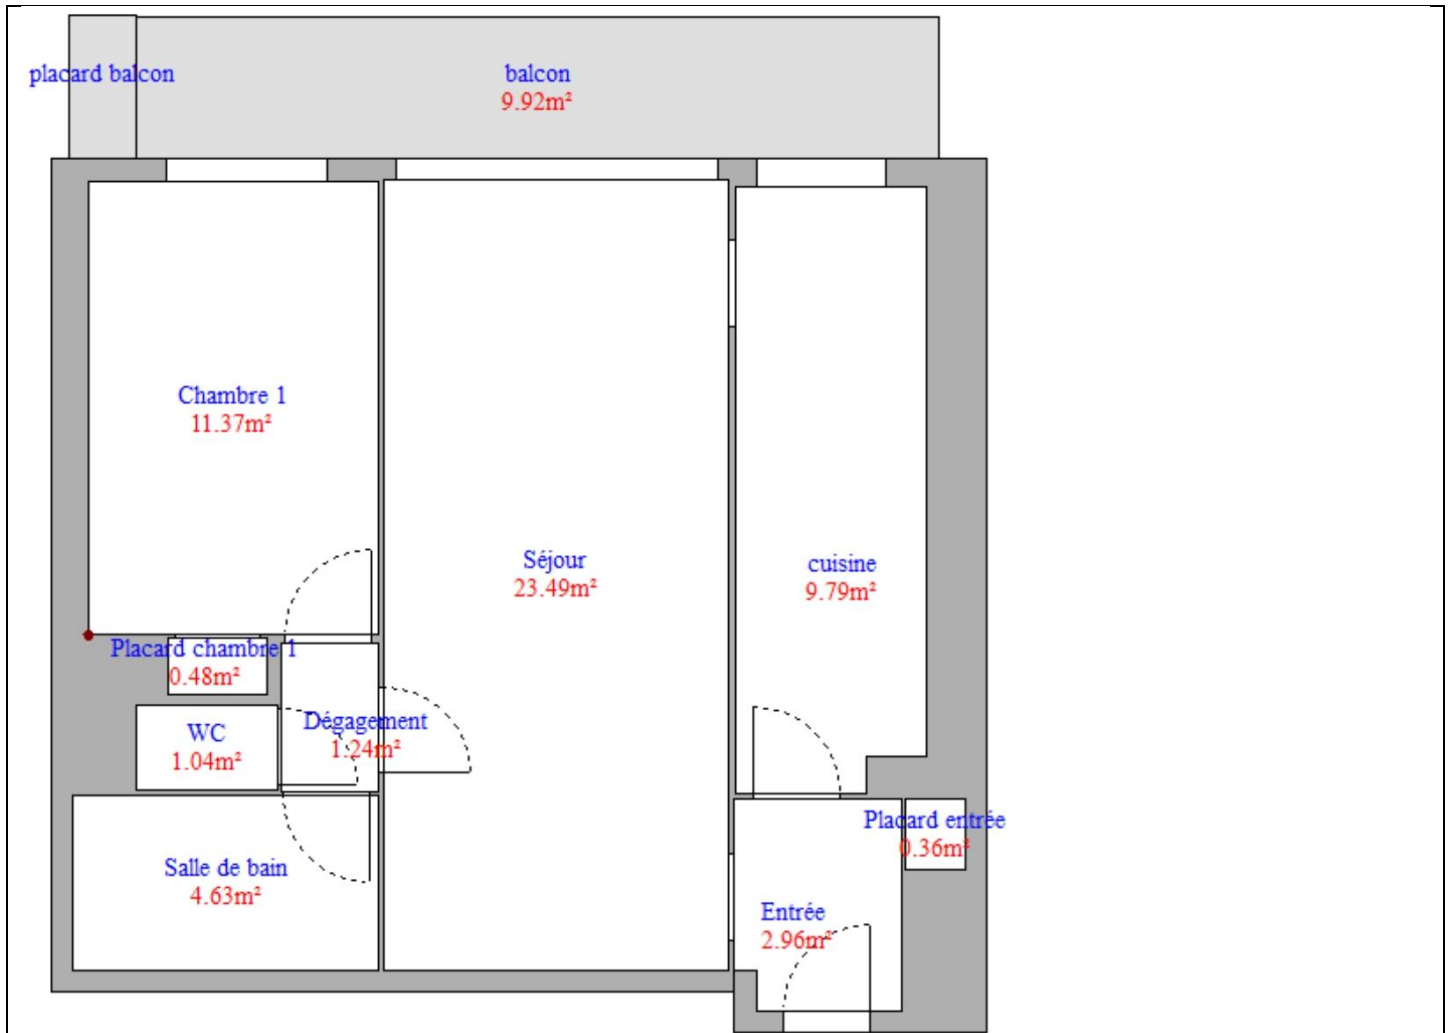 placard balcon
balcon
9.92m²
Chambre 1
11.37m²
Séjour
23.49m²
cuisine
9.79m²
Placard chambre 1
0.48m²
WC
1.04m²
Dégagement
1.24m²
Salle de bain
4.63m²
Placard entrée
0.36m²
Entrée
2.96m²